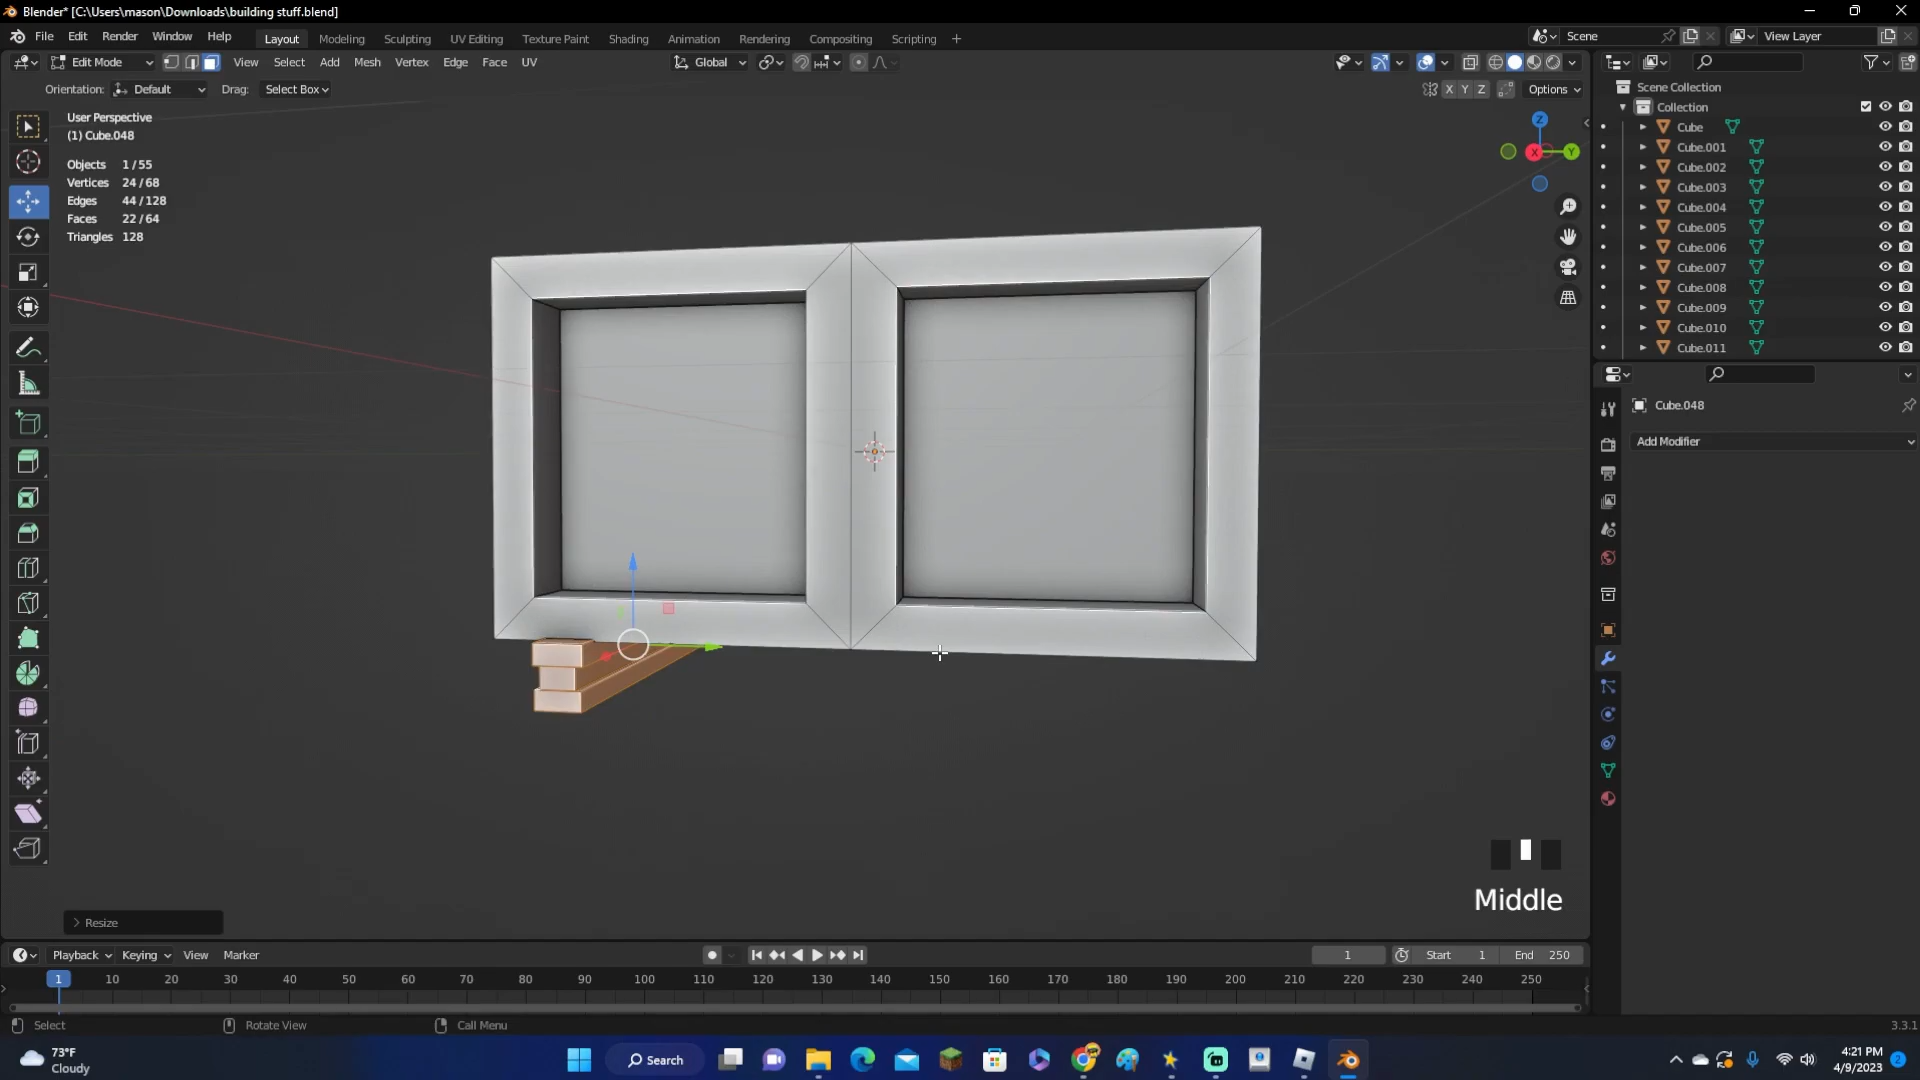 Blender* [C:\Users\mason\Downloads\building stuff.blend]
File Edit Render Window Help Layout Modeling Sculpting UV Editing Texture Paint Shading Animation Rendering Compositing Scripting + Scene View Layer
Edit Mode View Select Add Mesh Vertex Edge Face UV Global
Orientation: Default Drag: Select Box X Y Z Options
User Perspective
(1) Cube.048
Objects 1/55
Vertices 24/68
Edges 44/128
Faces 22/64
Triangles 128
Z
X
Y
Scene Collection
Collection
Cube
Cube.001
Cube.002
Cube.003
Cube.004
Cube.005
Cube.006
Cube.007
Cube.008
Cube.009
Cube.010
Cube.011
Cube.048
Add Modifier
Middle
Resize
Playback Keying View Marker 1 Start 1 End 250
1 10 20 30 40 50 60 70 80 90 100 110 120 130 140 150 160 170 180 190 200 210 220 230 240 250
Select Rotate View Call Menu 3.3.1
73°F
Cloudy
Search
4:21 PM
4/9/2023
2